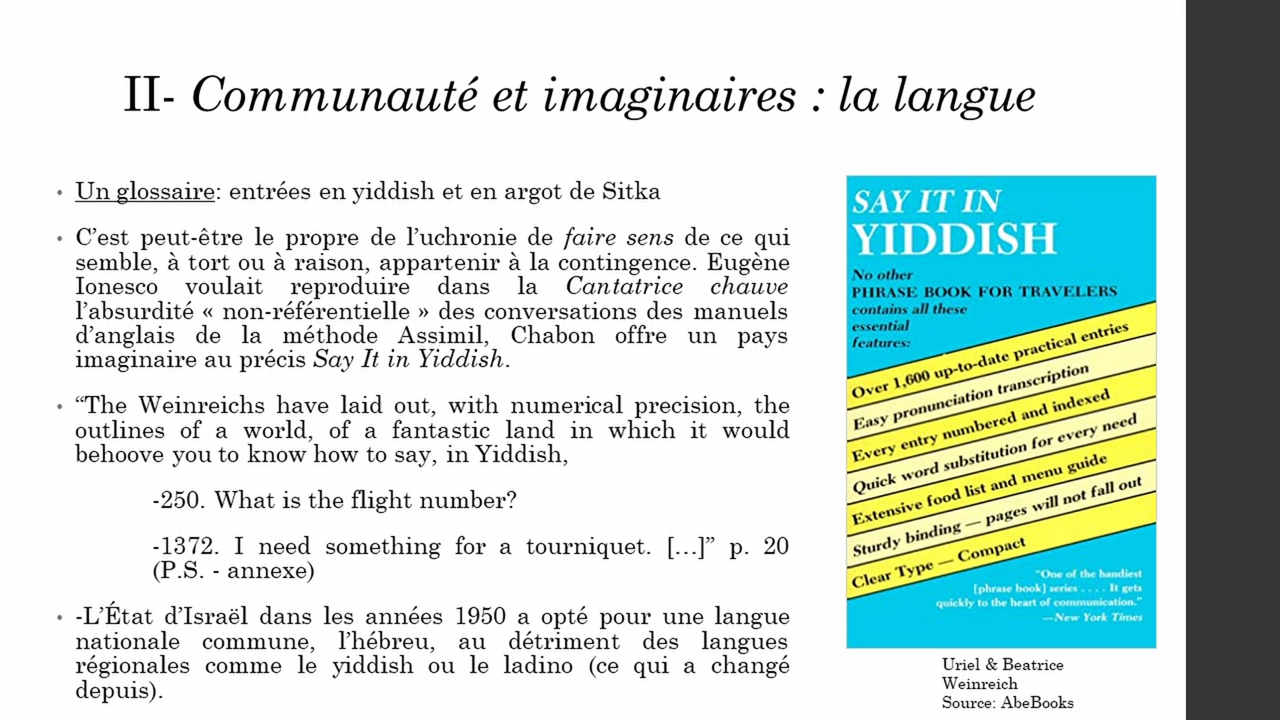 II- Communauté et imaginaires : la langue
• Un glossaire: entrées en yiddish et en argot de Sitka
• C’est peut-être le propre de l’uchronie de faire sens de ce qui
semble, à tort ou à raison, appartenir à la contingence. Eugène
Ionesco voulait reproduire dans la Cantatrice chauve
l’absurdité « non-référentielle » des conversations des manuels
d’anglais de la méthode Assimil, Chabon offre un pays
imaginaire au précis Say It in Yiddish.
• “The Weinreichs have laid out, with numerical precision, the
outlines of a world, of a fantastic land in which it would
behoove you to know how to say, in Yiddish,
-250. What is the flight number?
-1372. I need something for a tourniquet. […]” p. 20
(P.S. - annexe)
• -L’État d’Israël dans les années 1950 a opté pour une langue
nationale commune, l’hébreu, au détriment des langues
régionales comme le yiddish ou le ladino (ce qui a changé
depuis).
SAY IT IN
YIDDISH
No other
PHRASE BOOK FOR TRAVELERS
contains all these
essential
features:
Over 1,600 up-to-date practical entries
Easy pronunciation transcription
Every entry numbered and indexed
Quick word substitution for every need
Extensive food list and menu guide
Sturdy binding — pages will not fall out
Clear Type — Compact
"One of the handiest
[phrase book] series . . . . It gets
quickly to the heart of communication."
—New York Times
Uriel & Beatrice
Weinreich
Source: AbeBooks